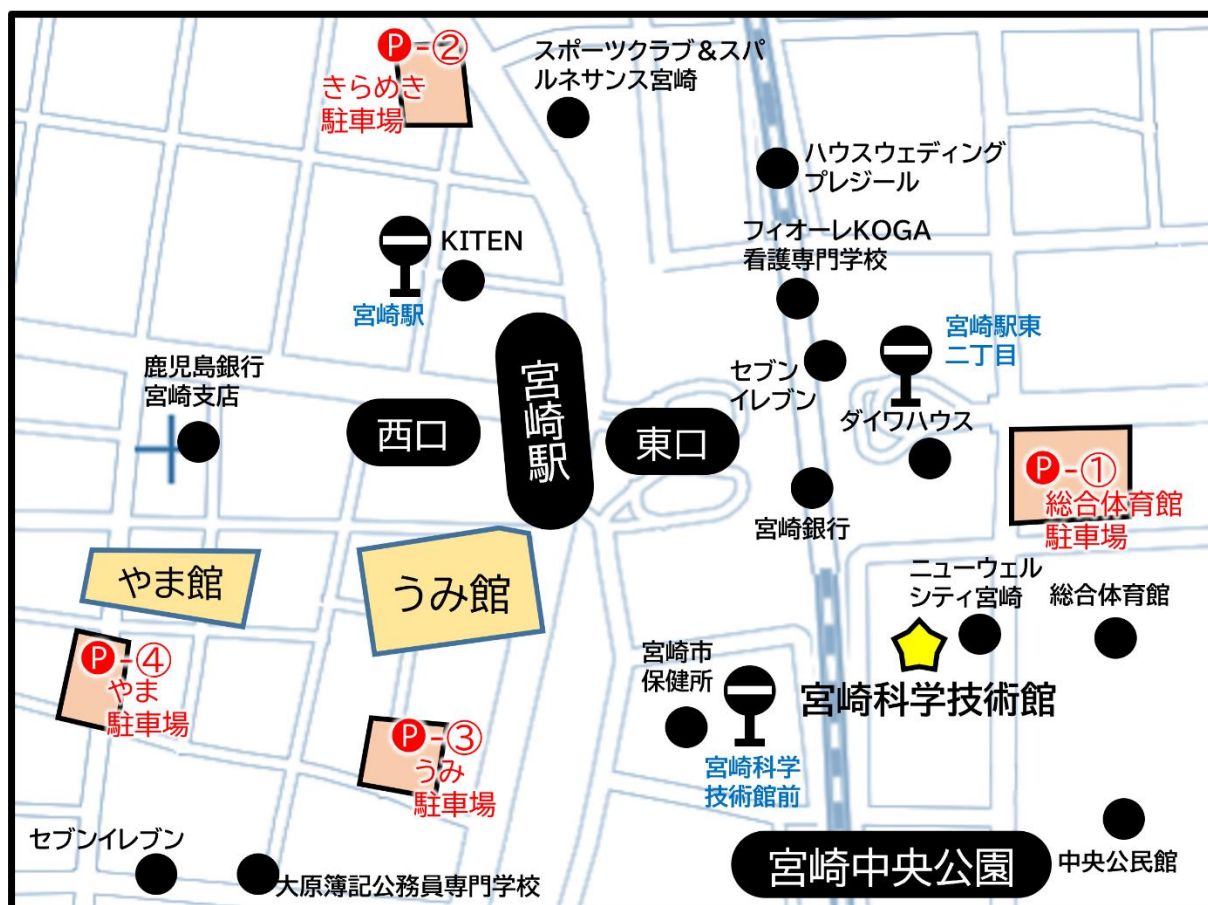 P-②
きらめき
駐車場
スポーツクラブ&スパ
ルネサンス宮崎
ハウスウェディング
プレジール
KITEN
宮崎駅
フィオーレKOGA
看護専門学校
宮崎駅東
二丁目
鹿児島銀行
宮崎支店
西口
宮崎駅
東口
セブン
イレブン
ダイワハウス
P-①
総合体育館
駐車場
宮崎銀行
やま館
うみ館
ニューウェル
シティ宮崎
総合体育館
P-④
やま
駐車場
宮崎市
保健所
宮崎科学技術館
P-③
うみ
駐車場
宮崎科学
技術館前
セブンイレブン
大原簿記公務員専門学校
宮崎中央公園
中央公民館